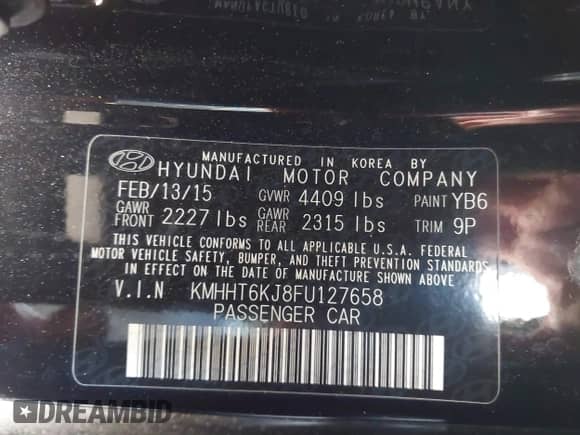 MANUFACTURED IN KOREA BY
HYUNDAI MOTOR COMPANY
FEB/13/15 GVWR 4409 lbs PAINT YB6
GAWR FRONT 2227 lbs GAWR REAR 2315 lbs TRIM 9P
THIS VEHICLE CONFORMS TO ALL APPLICABLE U.S.A. FEDERAL
MOTOR VEHICLE SAFETY, BUMPER, AND THEFT PREVENTION STANDARDS
IN EFFECT ON THE DATE OF MANUFACTURE SHOWN ABOVE
V.I.N KMHHT6KJ8FU127658
PASSENGER CAR
DREAMBID